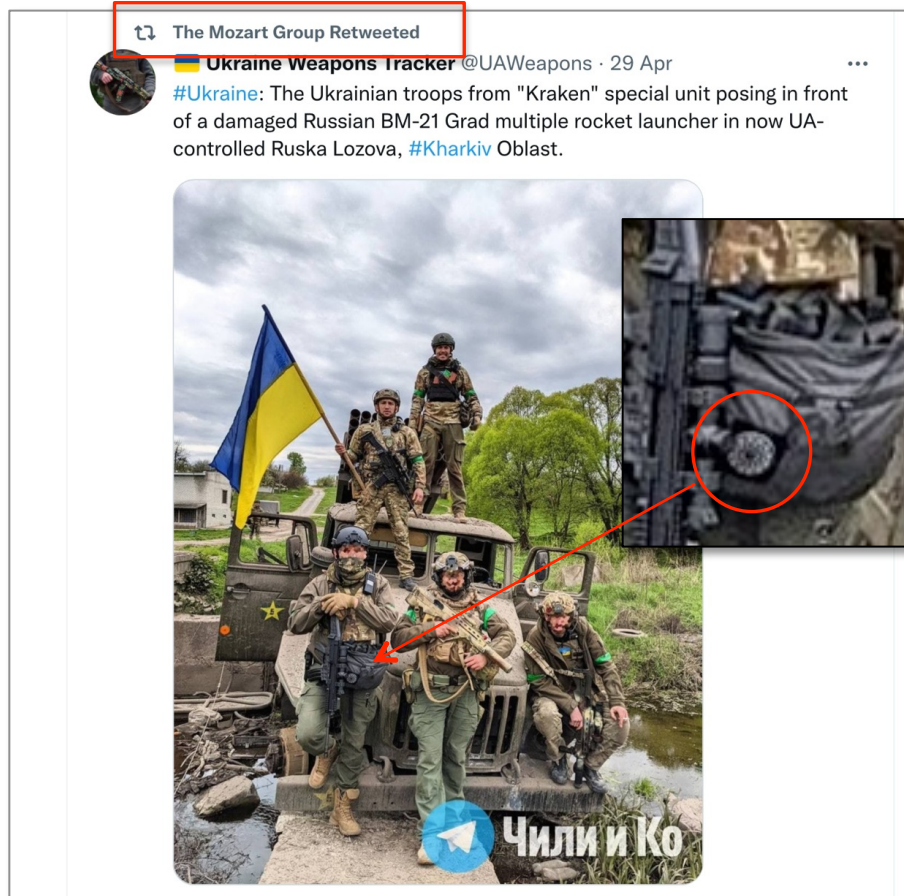 The Mozart Group Retweeted
Ukraine Weapons Tracker @UAWeapons · 29 Apr
#Ukraine: The Ukrainian troops from "Kraken" special unit posing in front
of a damaged Russian BM-21 Grad multiple rocket launcher in now UA-
controlled Ruska Lozova, #Kharkiv Oblast.
Чили и Ко